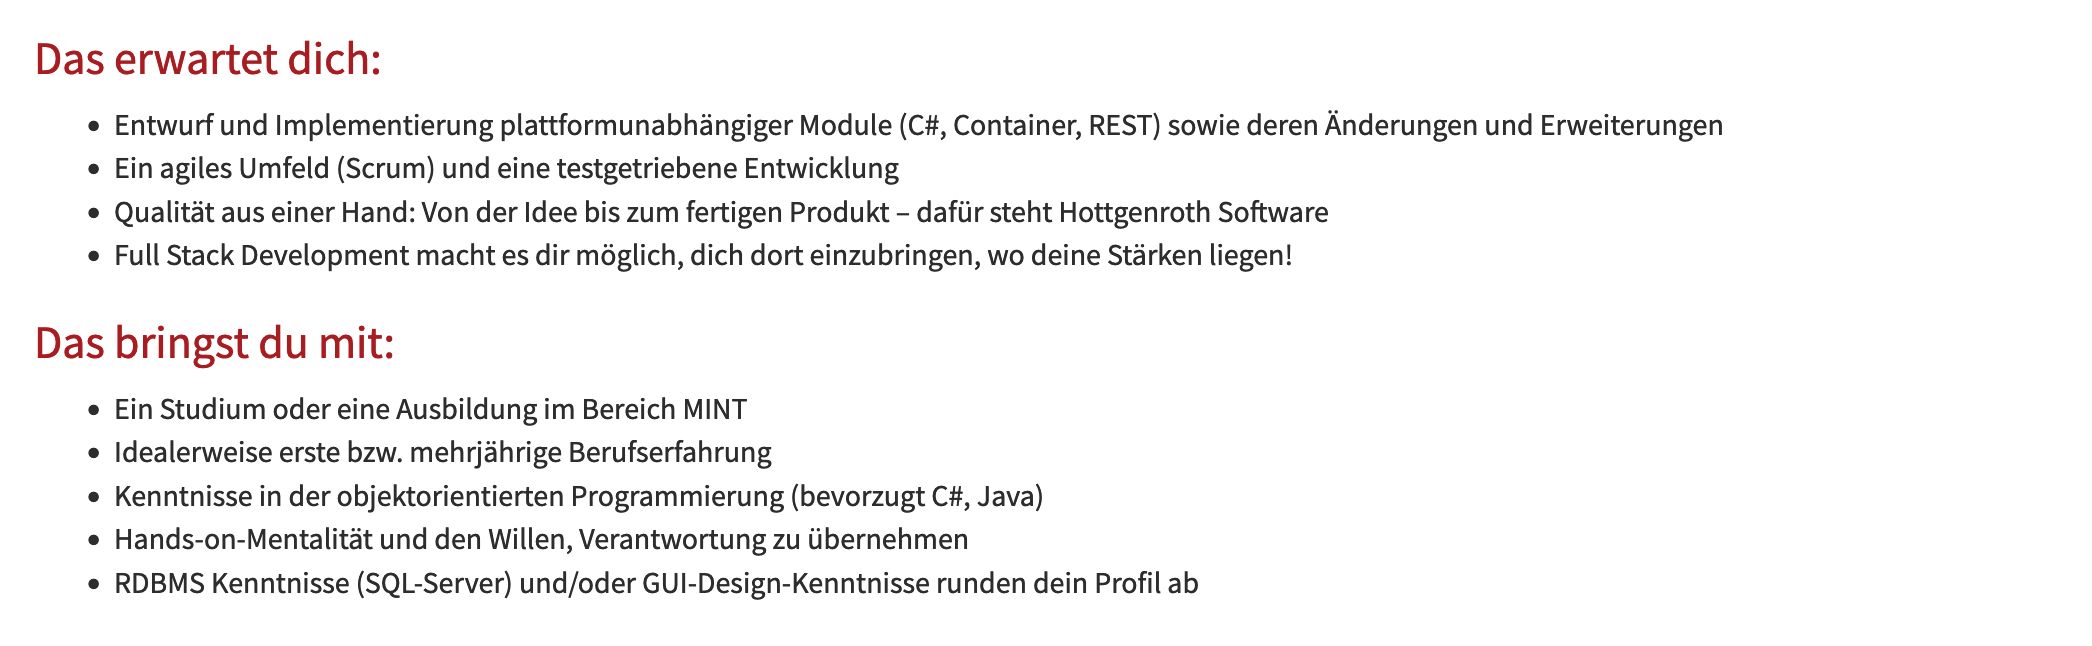 Das erwartet dich:
• Entwurf und Implementierung plattformunabhängiger Module (C#, Container, REST) sowie deren Änderungen und Erweiterungen
• Ein agiles Umfeld (Scrum) und eine testgetriebene Entwicklung
• Qualität aus einer Hand: Von der Idee bis zum fertigen Produkt – dafür steht Hottgenroth Software
• Full Stack Development macht es dir möglich, dich dort einzubringen, wo deine Stärken liegen!
Das bringst du mit:
• Ein Studium oder eine Ausbildung im Bereich MINT
• Idealerweise erste bzw. mehrjährige Berufserfahrung
• Kenntnisse in der objektorientierten Programmierung (bevorzugt C#, Java)
• Hands-on-Mentalität und den Willen, Verantwortung zu übernehmen
• RDBMS Kenntnisse (SQL-Server) und/oder GUI-Design-Kenntnisse runden dein Profil ab